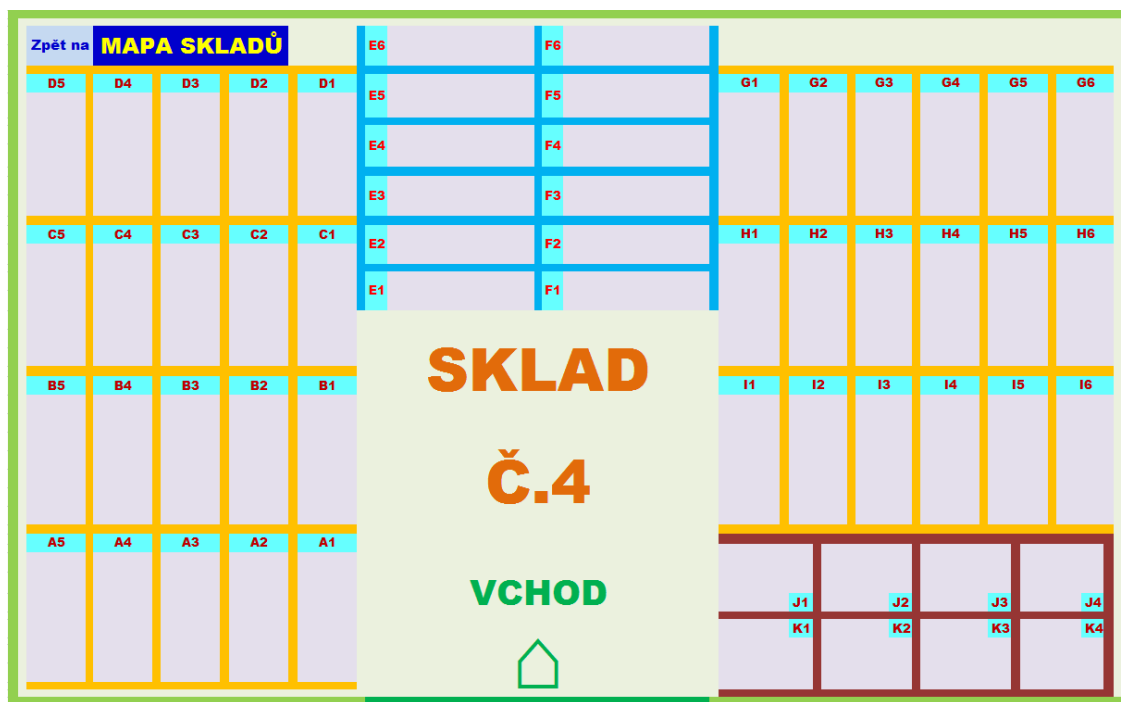 Zpět na MAPA SKLADŮ
E6 F6
D5 D4 D3 D2 D1
E5 F5
G1 G2 G3 G4 G5 G6
E4 F4
E3 F3
C5 C4 C3 C2 C1
E2 F2
H1 H2 H3 H4 H5 H6
E1 F1
SKLAD
Č.4
B5 B4 B3 B2 B1
I1 I2 I3 I4 I5 I6
A5 A4 A3 A2 A1
VCHOD
J1 J2 J3 J4
K1 K2 K3 K4